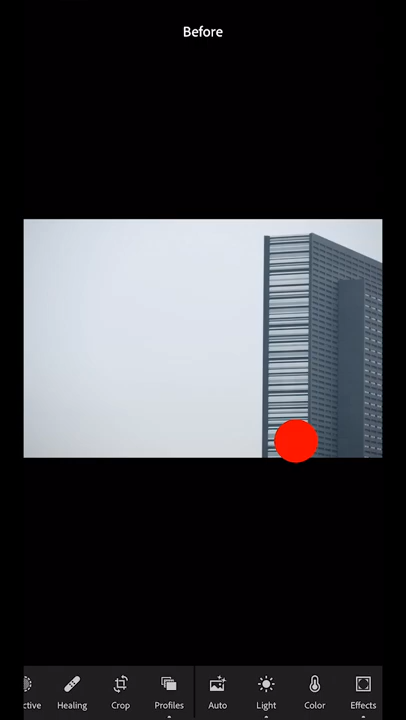 Before
ctive
Healing
Crop
Profiles
Auto
Light
Color
Effects